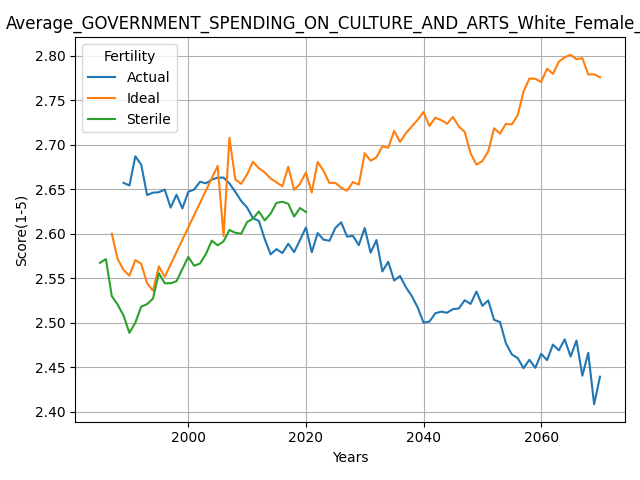 Average_GOVERNMENT_SPENDING_ON_CULTURE_AND_ARTS_White_Female_
Fertility
Actual
Ideal
Sterile
Score(1-5)
2.80
2.75
2.70
2.65
2.60
2.55
2.50
2.45
2.40
2000 2020 2040 2060
Years